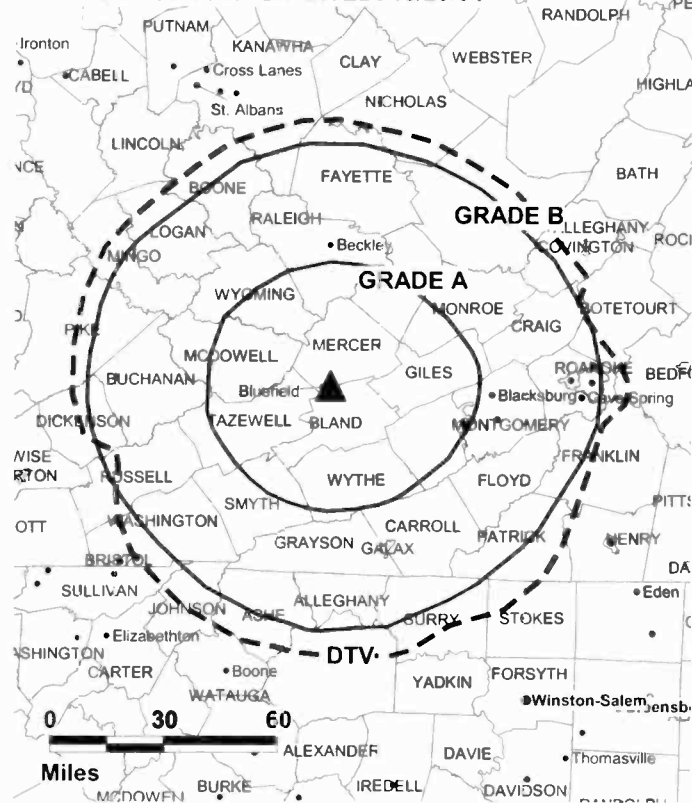 RANDOLPH
PUTNAM
Ironton
KANAWHA
CLAY
WEBSTER
Cross Lanes
CABELL
St. Albans
NICHOLAS
LINCOLN
BATH
FAYETTE
BOONE
RALEIGH
GRADE B
LOGAN
Beckley
COVINGTON
MINGO
GRADE A
WYOMING
MONROE
BOTETOURT
CRAIG
PIKE
MERCER
MCDOWELL
GILES
ROANOKE
BUCHANAN
Bluefield
Blacksburg
Cave Spring
DICKENSON
TAZEWELL
BLAND
MONTGOMERY
WISE
FRANKLIN
RUSSELL
WYTHE
FLOYD
SMYTH
WASHINGTON
CARROLL
GRAYSON
GALAX
PATRICK
HENRY
BRISTOL
SULLIVAN
ALLEGHANY
Eden
JOHNSON
ASHE
SURRY
STOKES
Elizabethton
DTV
CARTER
Boone
YADKIN
FORSYTH
WATAUGA
Winston-Salem
0 30 60
Miles
ALEXANDER
DAVIE
Thomasville
BURKE
IREDELL
DAVIDSON